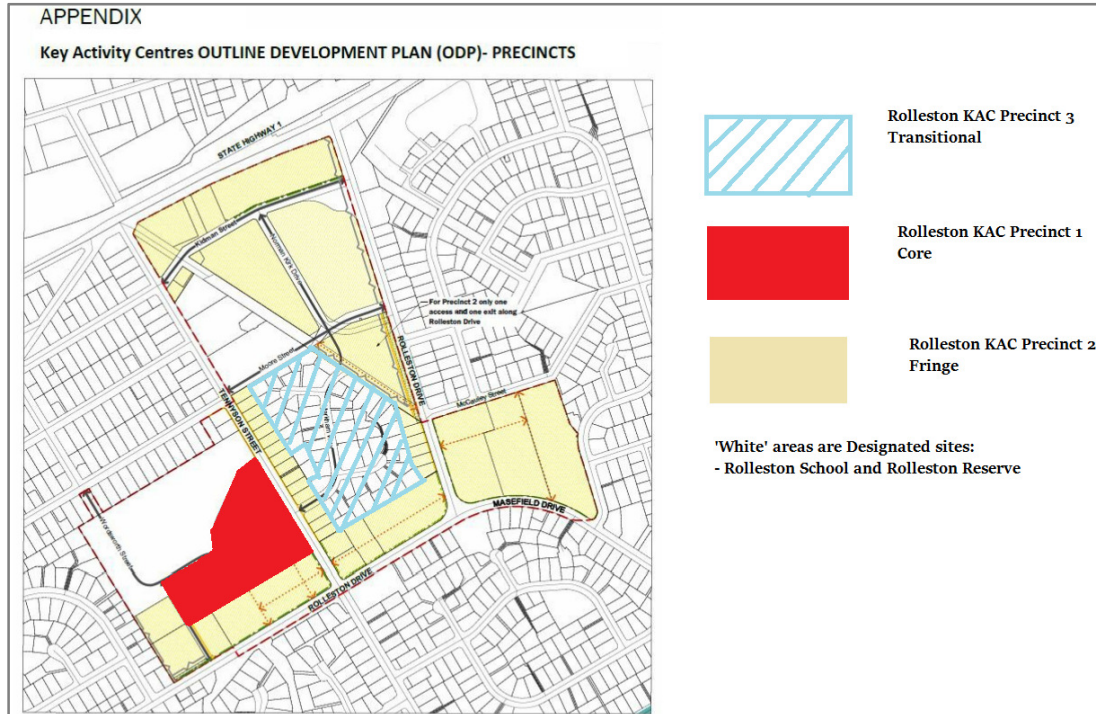 APPENDIX
Key Activity Centres OUTLINE DEVELOPMENT PLAN (ODP)- PRECINCTS
STATE HIGHWAY 1
Kidman Street
Norman Kirk Drive
For Precinct 2 only one
access and one exit along
Rolleston Drive
Moore Street
ROLLESTON DRIVE
McCauley Street
TENNYSON STREET
MASEFIELD DRIVE
Wordsworth Street
ROLLESTON DRIVE
Rolleston KAC Precinct 3
Transitional
Rolleston KAC Precinct 1
Core
Rolleston KAC Precinct 2
Fringe
'White' areas are Designated sites:
- Rolleston School and Rolleston Reserve